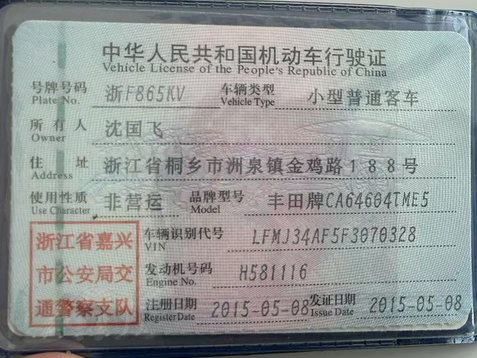 中华人民共和国机动车行驶证
Vehicle License of the People's Republic of China
号牌号码 Plate No. 浙F865KV 车辆类型 Vehicle Type 小型普通客车
所有人 Owner 沈国飞
住址 Address 浙江省桐乡市洲泉镇金鸡路188号
使用性质 Use Character 非营运 品牌型号 Model 丰田牌CA64604TME5
浙江省嘉兴
市公安局交
通警察支队
车辆识别代号 VIN LFMJ34AF5F3070328
发动机号码 Engine No. H581116
注册日期 Register Date 2015-05-08 发证日期 Issue Date 2015-05-08